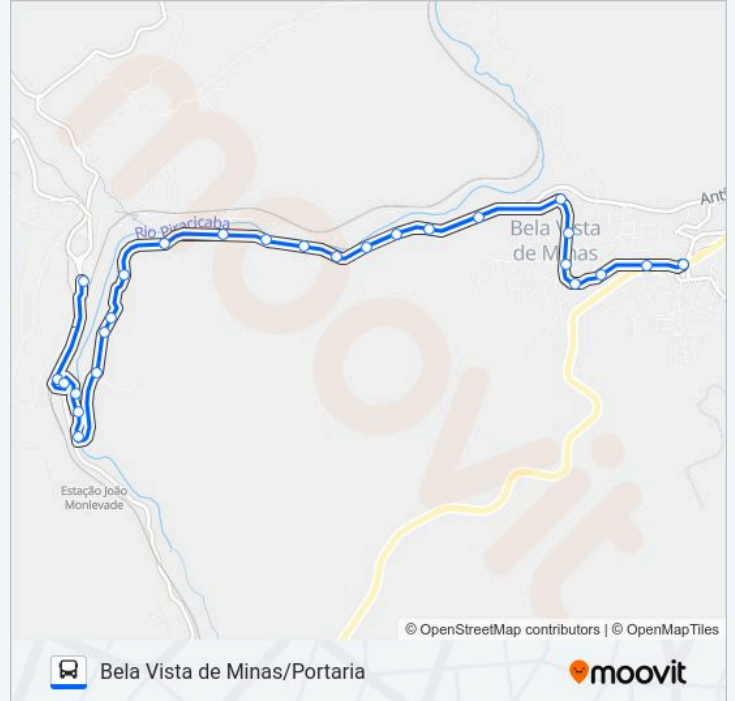 Anti
Rio Piracicaba
Bela Vista
de Minas
Estação João
Monlevade
moovit
© OpenStreetMap contributors | © OpenMapTiles
Bela Vista de Minas/Portaria
moovit